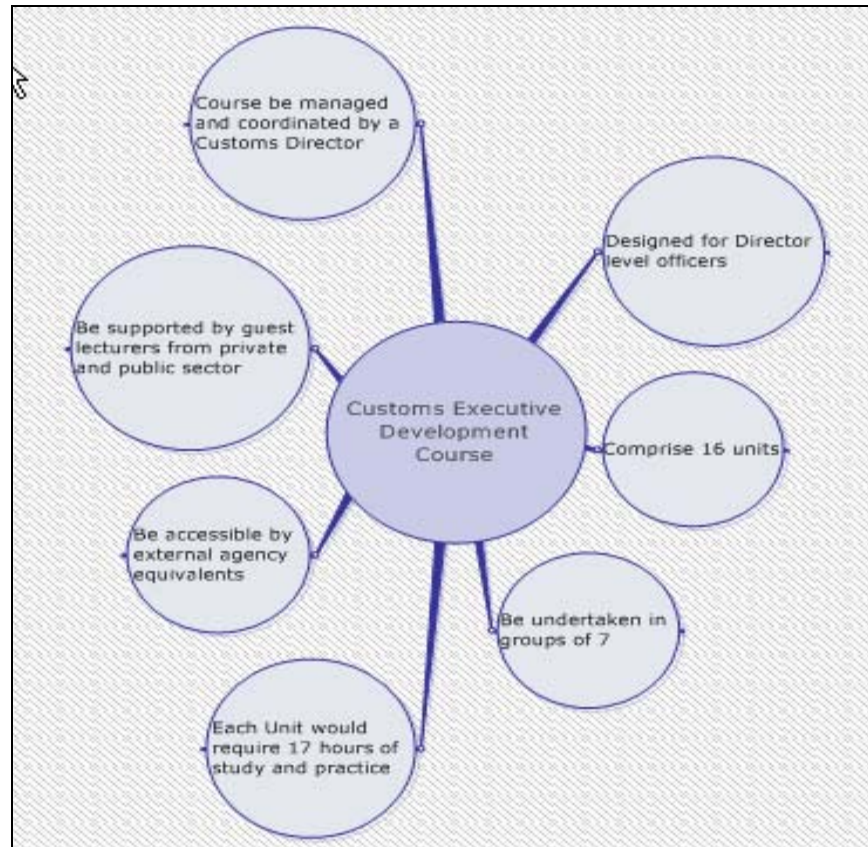 Course be managed
and coordinated by a
Customs Director
Designed for Director
level officers
Be supported by guest
lecturers from private
and public sector
Customs Executive
Development
Course
Comprise 16 units
Be accessible by
external agency
equivalents
Be undertaken in
groups of 7
Each Unit would
require 17 hours of
study and practice